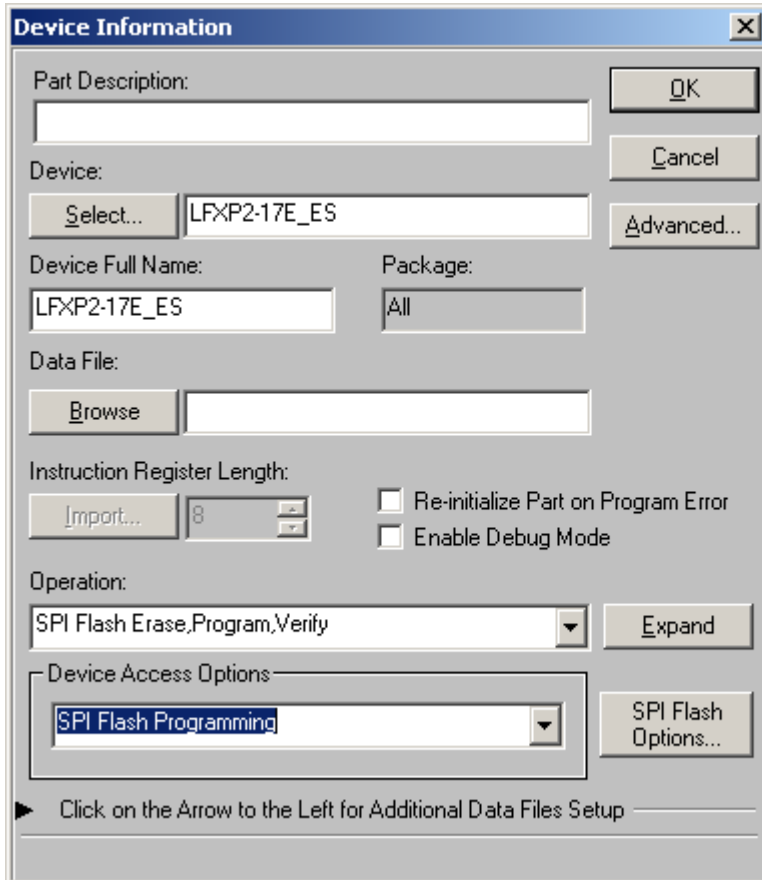 Device Information
Part Description:
OK
Cancel
Device:
Select...
LFXP2-17E_ES
Advanced...
Device Full Name:
Package:
LFXP2-17E_ES
All
Data File:
Browse
Instruction Register Length:
Import...
8
Re-initialize Part on Program Error
Enable Debug Mode
Operation:
SPI Flash Erase,Program,Verify
Expand
Device Access Options
SPI Flash Programming
SPI Flash
Options...
Click on the Arrow to the Left for Additional Data Files Setup